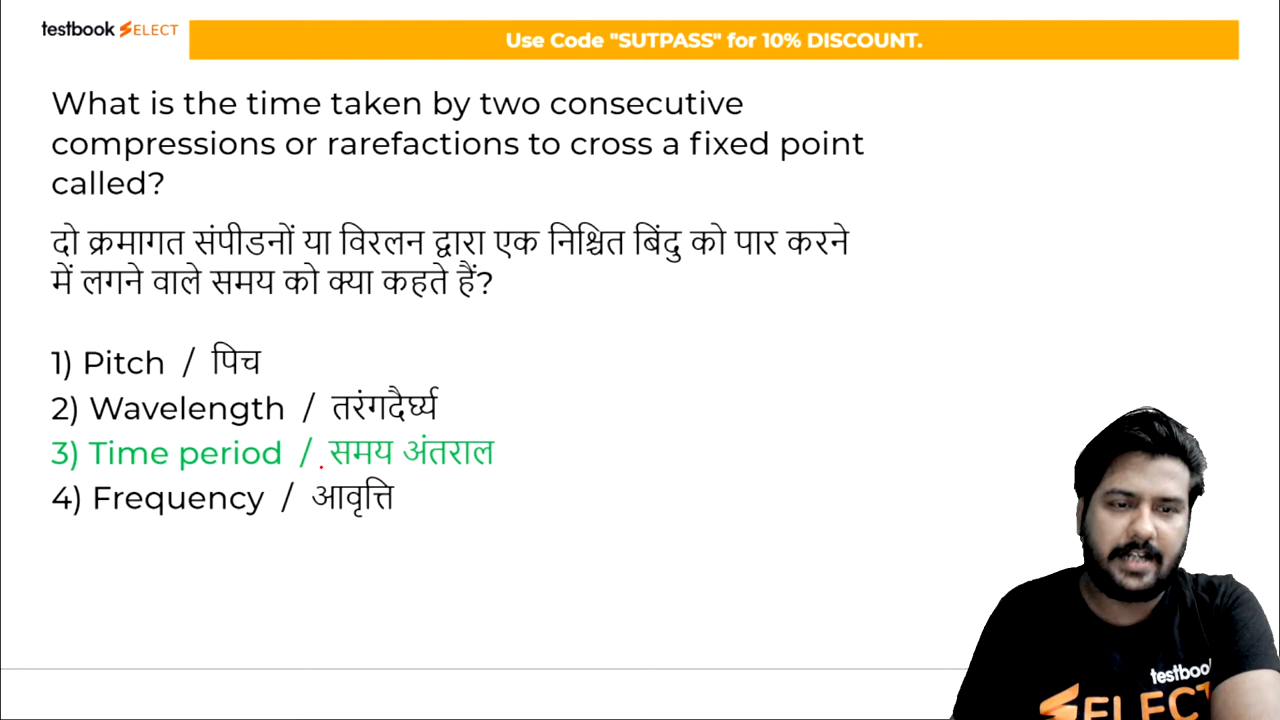 testbook SELECT
Use Code "SUTPASS" for 10% DISCOUNT.
What is the time taken by two consecutive
compressions or rarefactions to cross a fixed point
called?
दो क्रमागत संपीडनों या विरलन द्वारा एक निश्चित बिंदु को पार करने
में लगने वाले समय को क्या कहते हैं?
1) Pitch / पिच
2) Wavelength / तरंगदैर्घ्य
3) Time period / समय अंतराल
4) Frequency / आवृत्ति
testbook
SELECT